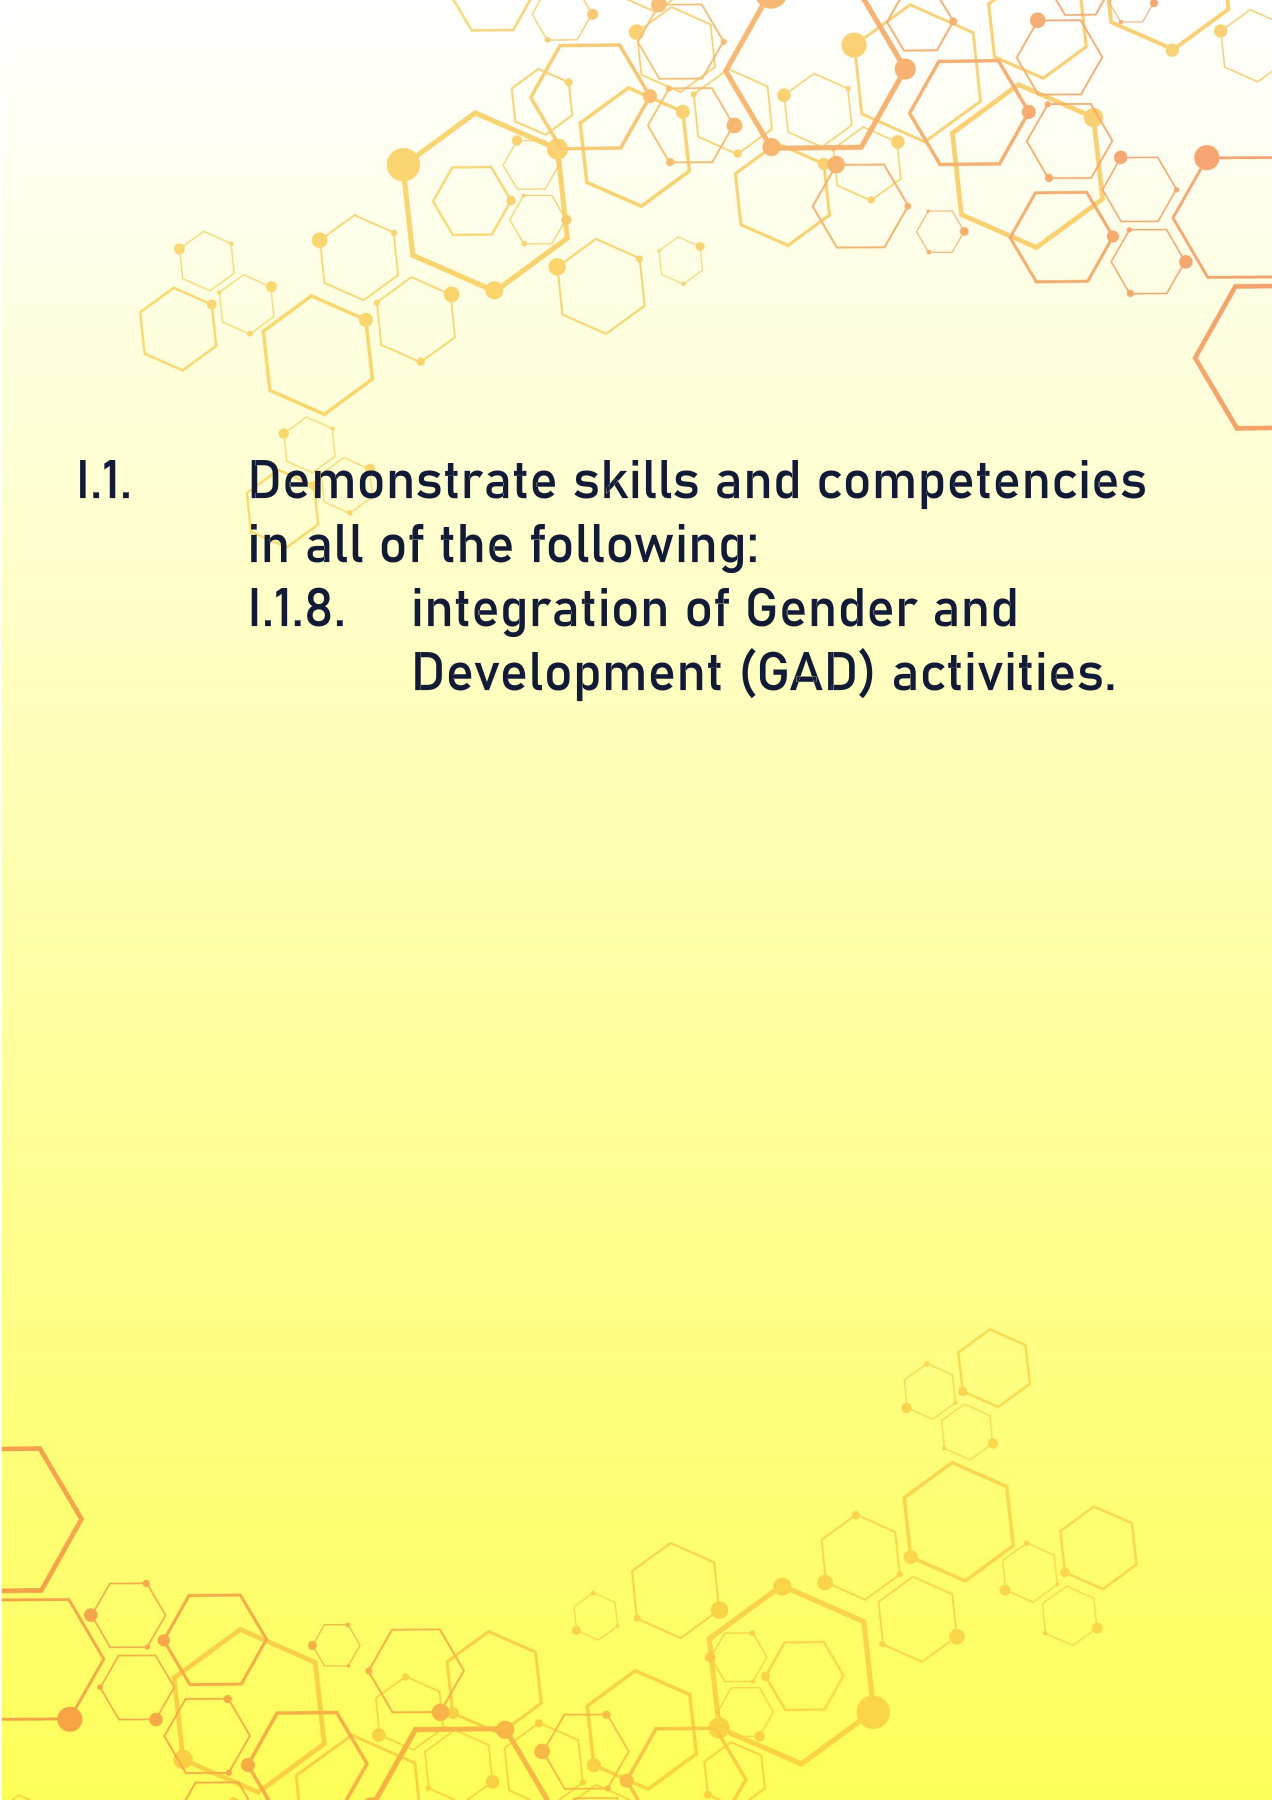 I.1. Demonstrate skills and competencies
in all of the following:
I.1.8. integration of Gender and
Development (GAD) activities.